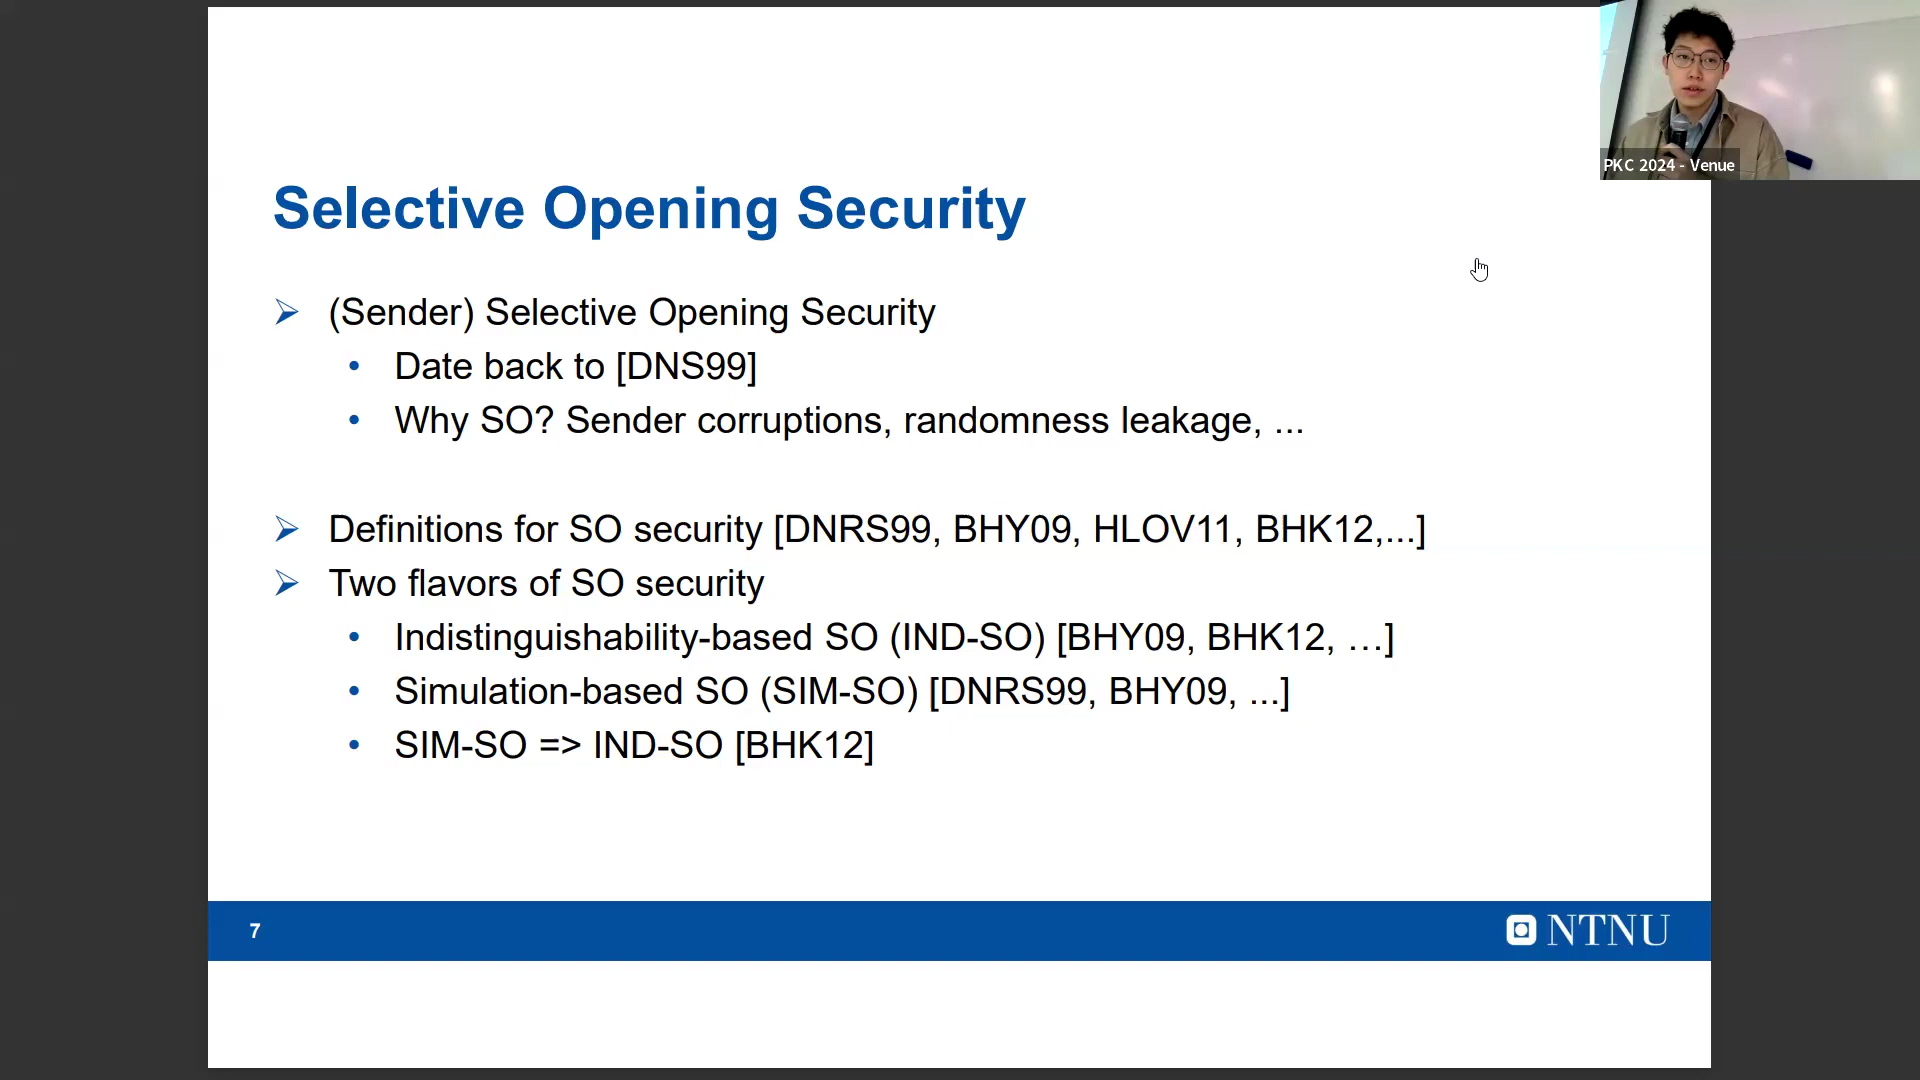 PKC 2024 - Venue
Selective Opening Security
(Sender) Selective Opening Security
Date back to [DNS99]
Why SO? Sender corruptions, randomness leakage, ...
Definitions for SO security [DNRS99, BHY09, HLOV11, BHK12,...]
Two flavors of SO security
Indistinguishability-based SO (IND-SO) [BHY09, BHK12, …]
Simulation-based SO (SIM-SO) [DNRS99, BHY09, ...]
SIM-SO => IND-SO [BHK12]
7
NTNU